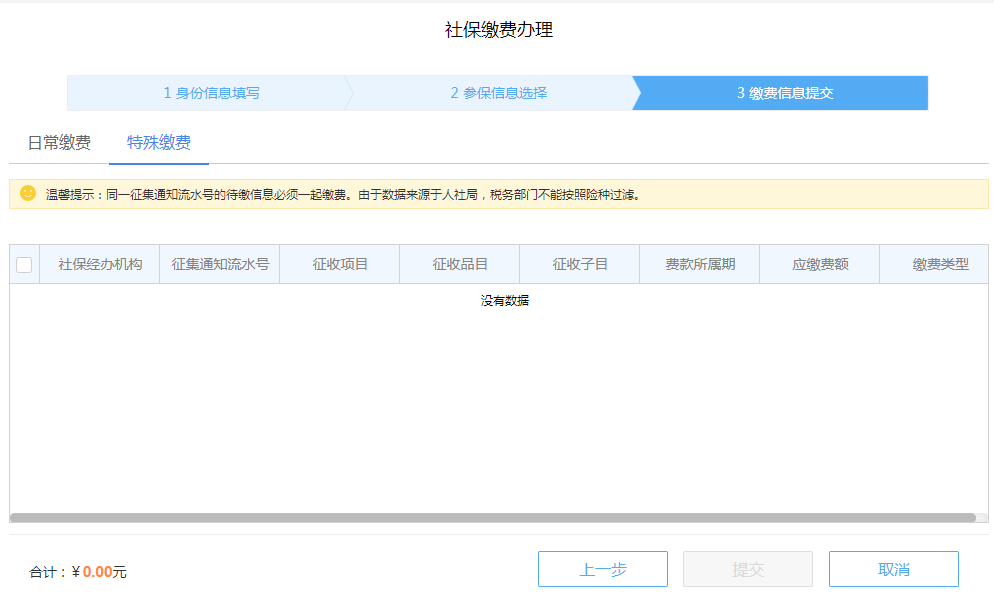 社保缴费办理
1 身份信息填写 2 参保信息选择 3 缴费信息提交
日常缴费 特殊缴费
温馨提示：同一征集通知流水号的待缴信息必须一起缴费。由于数据来源于人社局，税务部门不能按照险种过滤。
社保经办机构 征集通知流水号 征收项目 征收品目 征收子目 费款所属期 应缴费额 缴费类型
没有数据
合计：￥0.00元 上一步 提交 取消